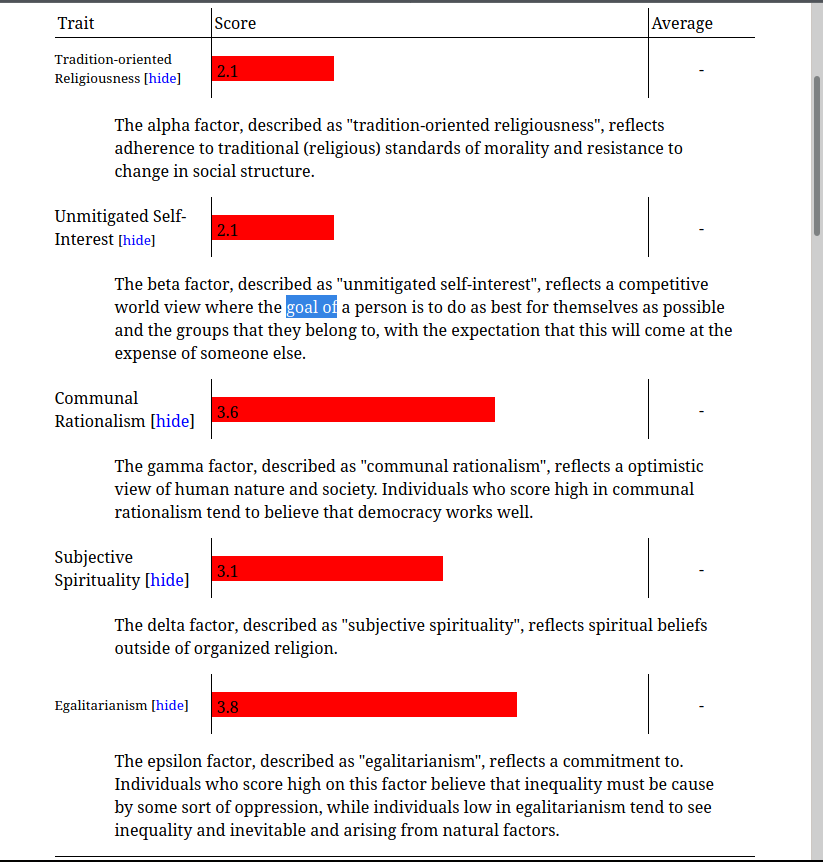 Trait Score Average
Tradition-oriented
Religiousness [hide]
2.1 -
The alpha factor, described as "tradition-oriented religiousness", reflects
adherence to traditional (religious) standards of morality and resistance to
change in social structure.
Unmitigated Self-
Interest [hide]
2.1 -
The beta factor, described as "unmitigated self-interest", reflects a competitive
world view where the goal of a person is to do as best for themselves as possible
and the groups that they belong to, with the expectation that this will come at the
expense of someone else.
Communal
Rationalism [hide]
3.6 -
The gamma factor, described as "communal rationalism", reflects a optimistic
view of human nature and society. Individuals who score high in communal
rationalism tend to believe that democracy works well.
Subjective
Spirituality [hide]
3.1 -
The delta factor, described as "subjective spirituality", reflects spiritual beliefs
outside of organized religion.
Egalitarianism [hide] 3.8 -
The epsilon factor, described as "egalitarianism", reflects a commitment to.
Individuals who score high on this factor believe that inequality must be cause
by some sort of oppression, while individuals low in egalitarianism tend to see
inequality and inevitable and arising from natural factors.